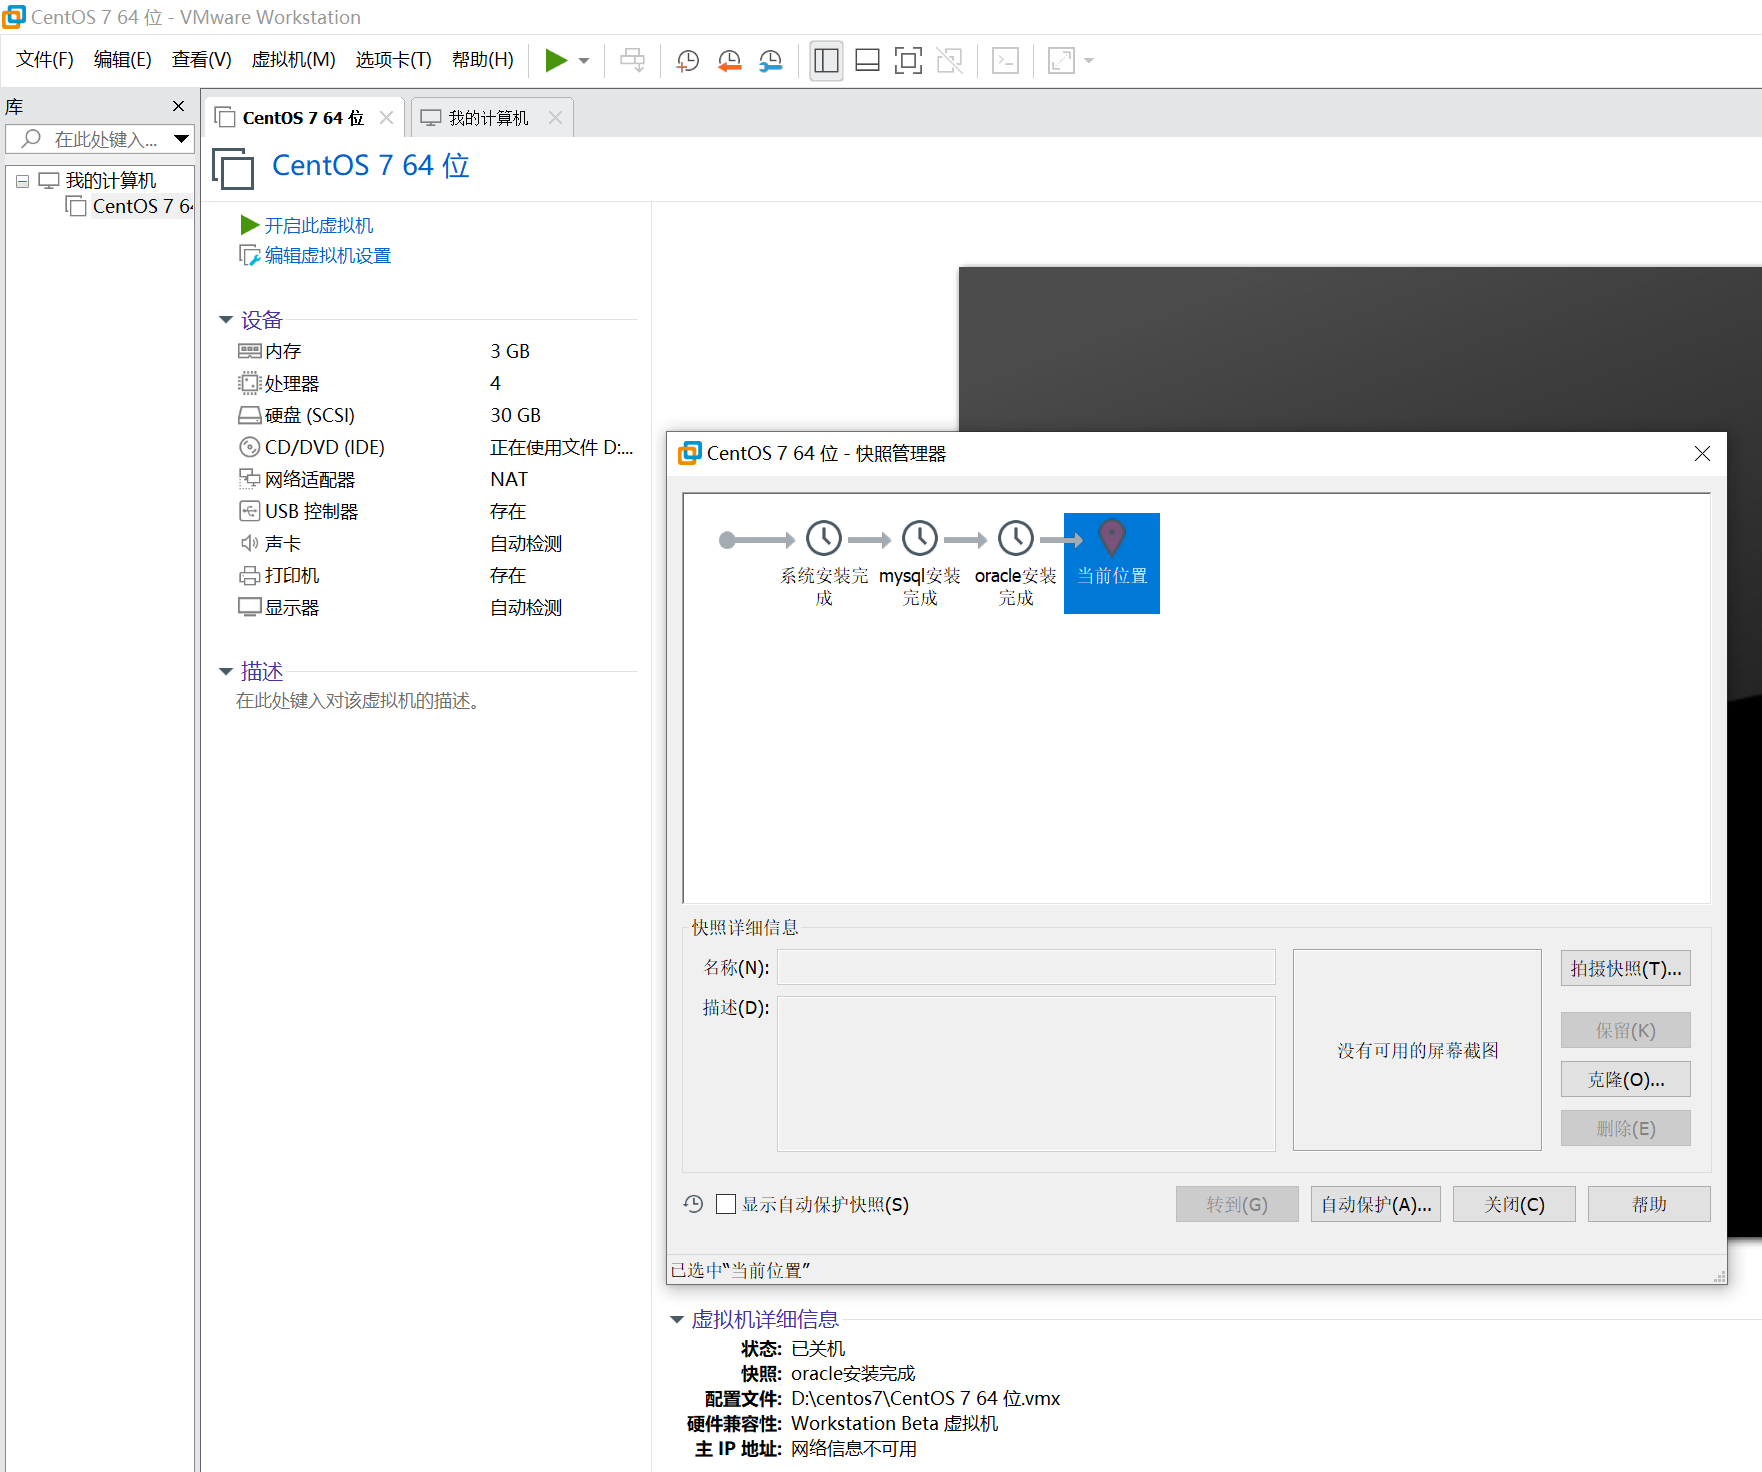 CentOS 7 64 位 - VMware Workstation
文件(F) 编辑(E) 查看(V) 虚拟机(M) 选项卡(T) 帮助(H)
库
在此处键入...
我的计算机
CentOS 7 64
CentOS 7 64 位
我的计算机
CentOS 7 64 位
开启此虚拟机
编辑虚拟机设置
设备
内存 3 GB
处理器 4
硬盘 (SCSI) 30 GB
CD/DVD (IDE) 正在使用文件 D:...
网络适配器 NAT
USB 控制器 存在
声卡 自动检测
打印机 存在
显示器 自动检测
描述
在此处键入对该虚拟机的描述。
CentOS 7 64 位 - 快照管理器
系统安装完
成
mysql安装
完成
oracle安装
完成
当前位置
快照详细信息
名称(N):
描述(D):
没有可用的屏幕截图
拍摄快照(T)...
保留(K)
克隆(O)...
删除(E)
显示自动保护快照(S)
转到(G)
自动保护(A)...
关闭(C)
帮助
已选中“当前位置”
虚拟机详细信息
状态: 已关机
快照: oracle安装完成
配置文件: D:\centos7\CentOS 7 64 位.vmx
硬件兼容性: Workstation Beta 虚拟机
主 IP 地址: 网络信息不可用